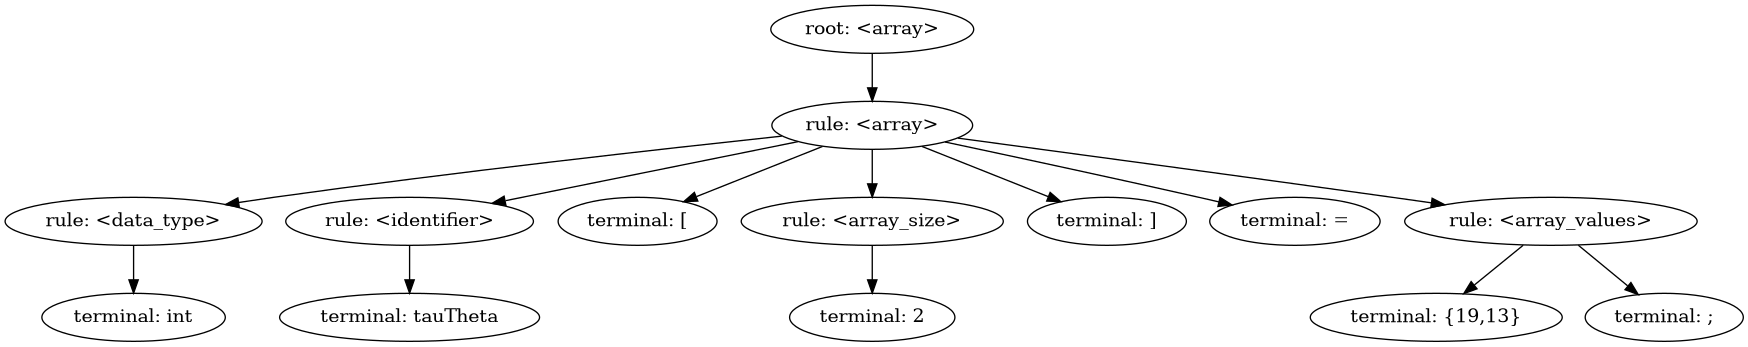 root: <array>
rule: <array>
rule: <data_type>
rule: <identifier>
terminal: [
rule: <array_size>
terminal: ]
terminal: =
rule: <array_values>
terminal: int
terminal: tauTheta
terminal: 2
terminal: {19,13}
terminal: ;